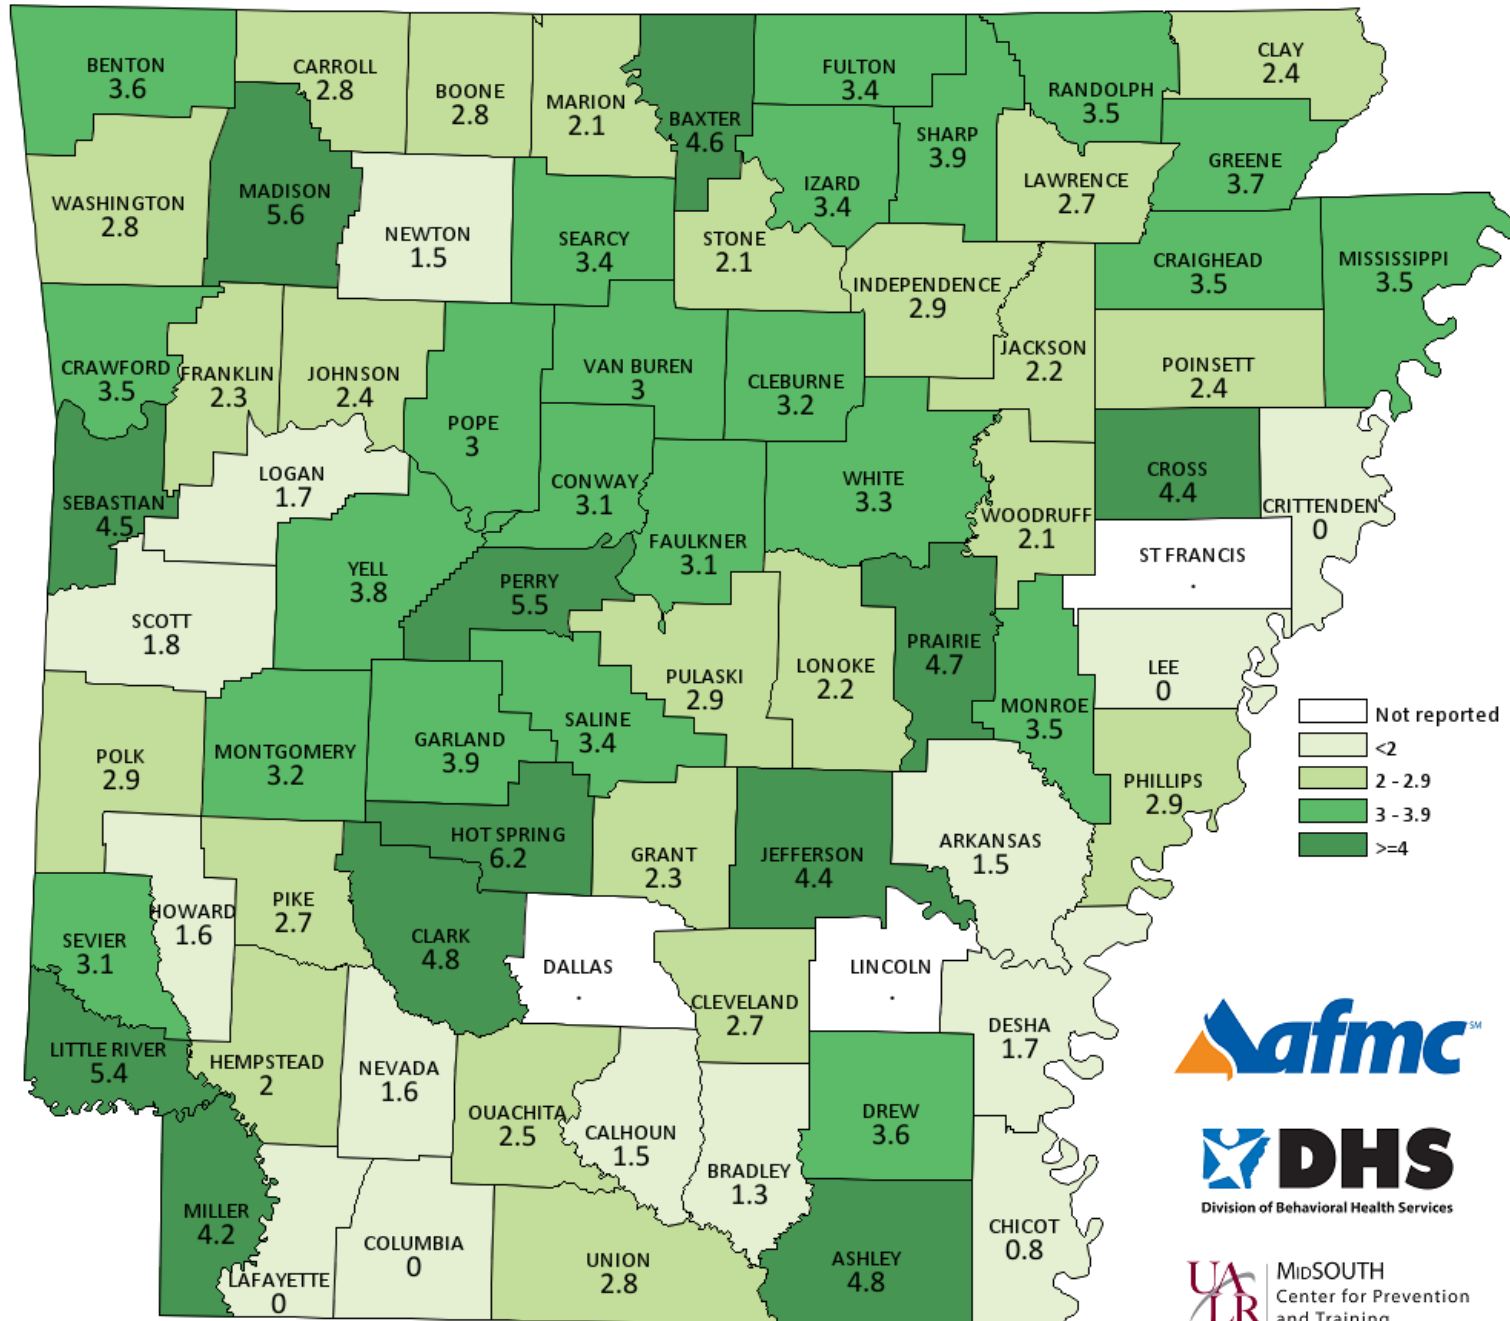 BENTON
3.6
CARROLL
2.8
BOONE
2.8
MARION
2.1
BAXTER
4.6
FULTON
3.4
RANDOLPH
3.5
CLAY
2.4
SHARP
3.9
GREENE
3.7
IZARD
3.4
LAWRENCE
2.7
WASHINGTON
2.8
MADISON
5.6
NEWTON
1.5
SEARCY
3.4
STONE
2.1
INDEPENDENCE
2.9
CRAIGHEAD
3.5
MISSISSIPPI
3.5
CRAWFORD
3.5
FRANKLIN
2.3
JOHNSON
2.4
POPE
3
VAN BUREN
3
CLEBURNE
3.2
JACKSON
2.2
POINSETT
2.4
SEBASTIAN
4.5
LOGAN
1.7
CONWAY
3.1
WHITE
3.3
WOODRUFF
2.1
CROSS
4.4
CRITTENDEN
0
FAULKNER
3.1
ST FRANCIS
.
YELL
3.8
PERRY
5.5
SCOTT
1.8
PULASKI
2.9
LONOKE
2.2
PRAIRIE
4.7
LEE
0
MONROE
3.5
POLK
2.9
MONTGOMERY
3.2
GARLAND
3.9
SALINE
3.4
PHILLIPS
2.9
Not reported
<2
2 - 2.9
3 - 3.9
>=4
HOT SPRING
6.2
GRANT
2.3
JEFFERSON
4.4
ARKANSAS
1.5
HOWARD
1.6
PIKE
2.7
SEVIER
3.1
CLARK
4.8
DALLAS
.
LINCOLN
.
CLEVELAND
2.7
DESHA
1.7
LITTLE RIVER
5.4
HEMPSTEAD
2
NEVADA
1.6
OUACHITA
2.5
CALHOUN
1.5
DREW
3.6
BRADLEY
1.3
MILLER
4.2
LAFAYETTE
0
COLUMBIA
0
UNION
2.8
ASHLEY
4.8
CHICOT
0.8
afmc SM
DHS
Division of Behavioral Health Services
UALR
MIDSOUTH
Center for Prevention
and Training